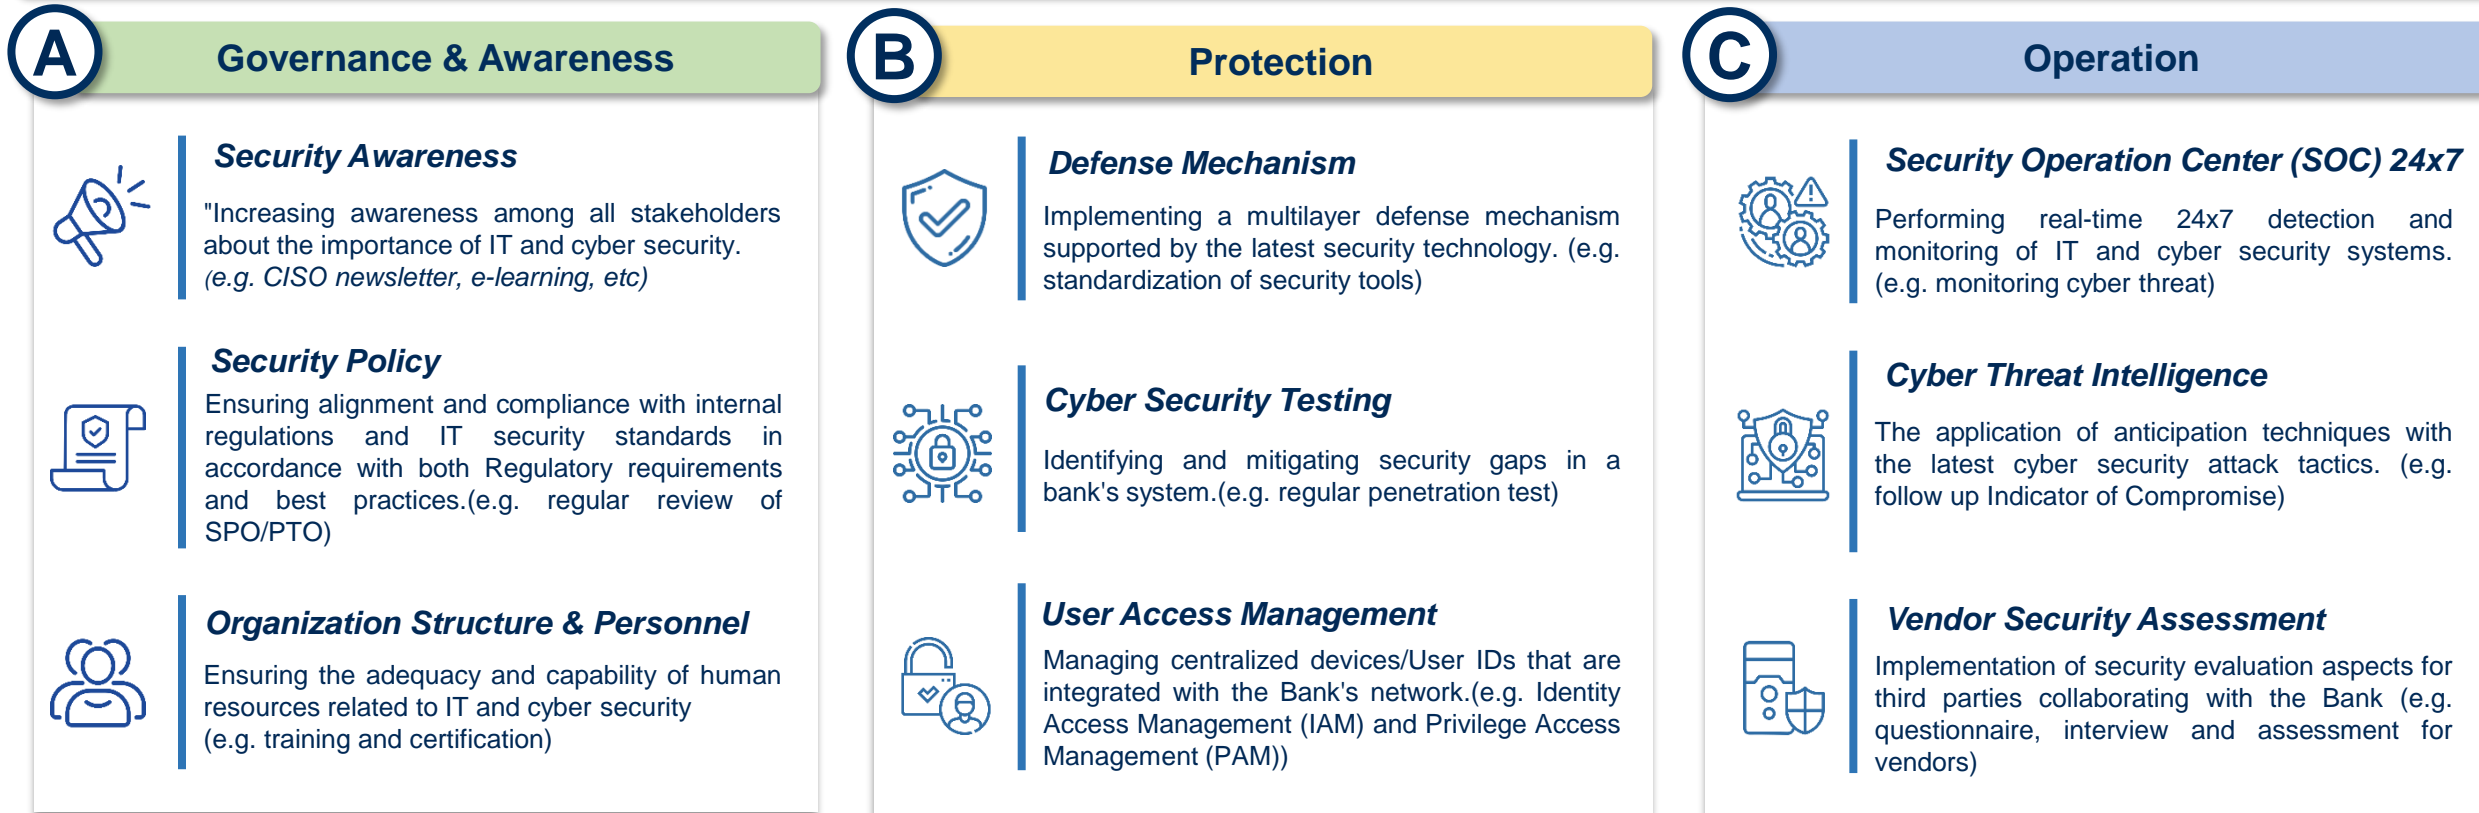 A
Governance & Awareness
Security Awareness
"Increasing awareness among all stakeholders
about the importance of IT and cyber security.
(e.g. CISO newsletter, e-learning, etc)
Security Policy
Ensuring alignment and compliance with internal
regulations and IT security standards in
accordance with both Regulatory requirements
and best practices.(e.g. regular review of
SPO/PTO)
Organization Structure & Personnel
Ensuring the adequacy and capability of human
resources related to IT and cyber security
(e.g. training and certification)
B
Protection
Defense Mechanism
Implementing a multilayer defense mechanism
supported by the latest security technology. (e.g.
standardization of security tools)
Cyber Security Testing
Identifying and mitigating security gaps in a
bank's system.(e.g. regular penetration test)
User Access Management
Managing centralized devices/User IDs that are
integrated with the Bank's network.(e.g. Identity
Access Management (IAM) and Privilege Access
Management (PAM))
C
Operation
Security Operation Center (SOC) 24x7
Performing real-time 24x7 detection and
monitoring of IT and cyber security systems.
(e.g. monitoring cyber threat)
Cyber Threat Intelligence
The application of anticipation techniques with
the latest cyber security attack tactics. (e.g.
follow up Indicator of Compromise)
Vendor Security Assessment
Implementation of security evaluation aspects for
third parties collaborating with the Bank (e.g.
questionnaire, interview and assessment for
vendors)